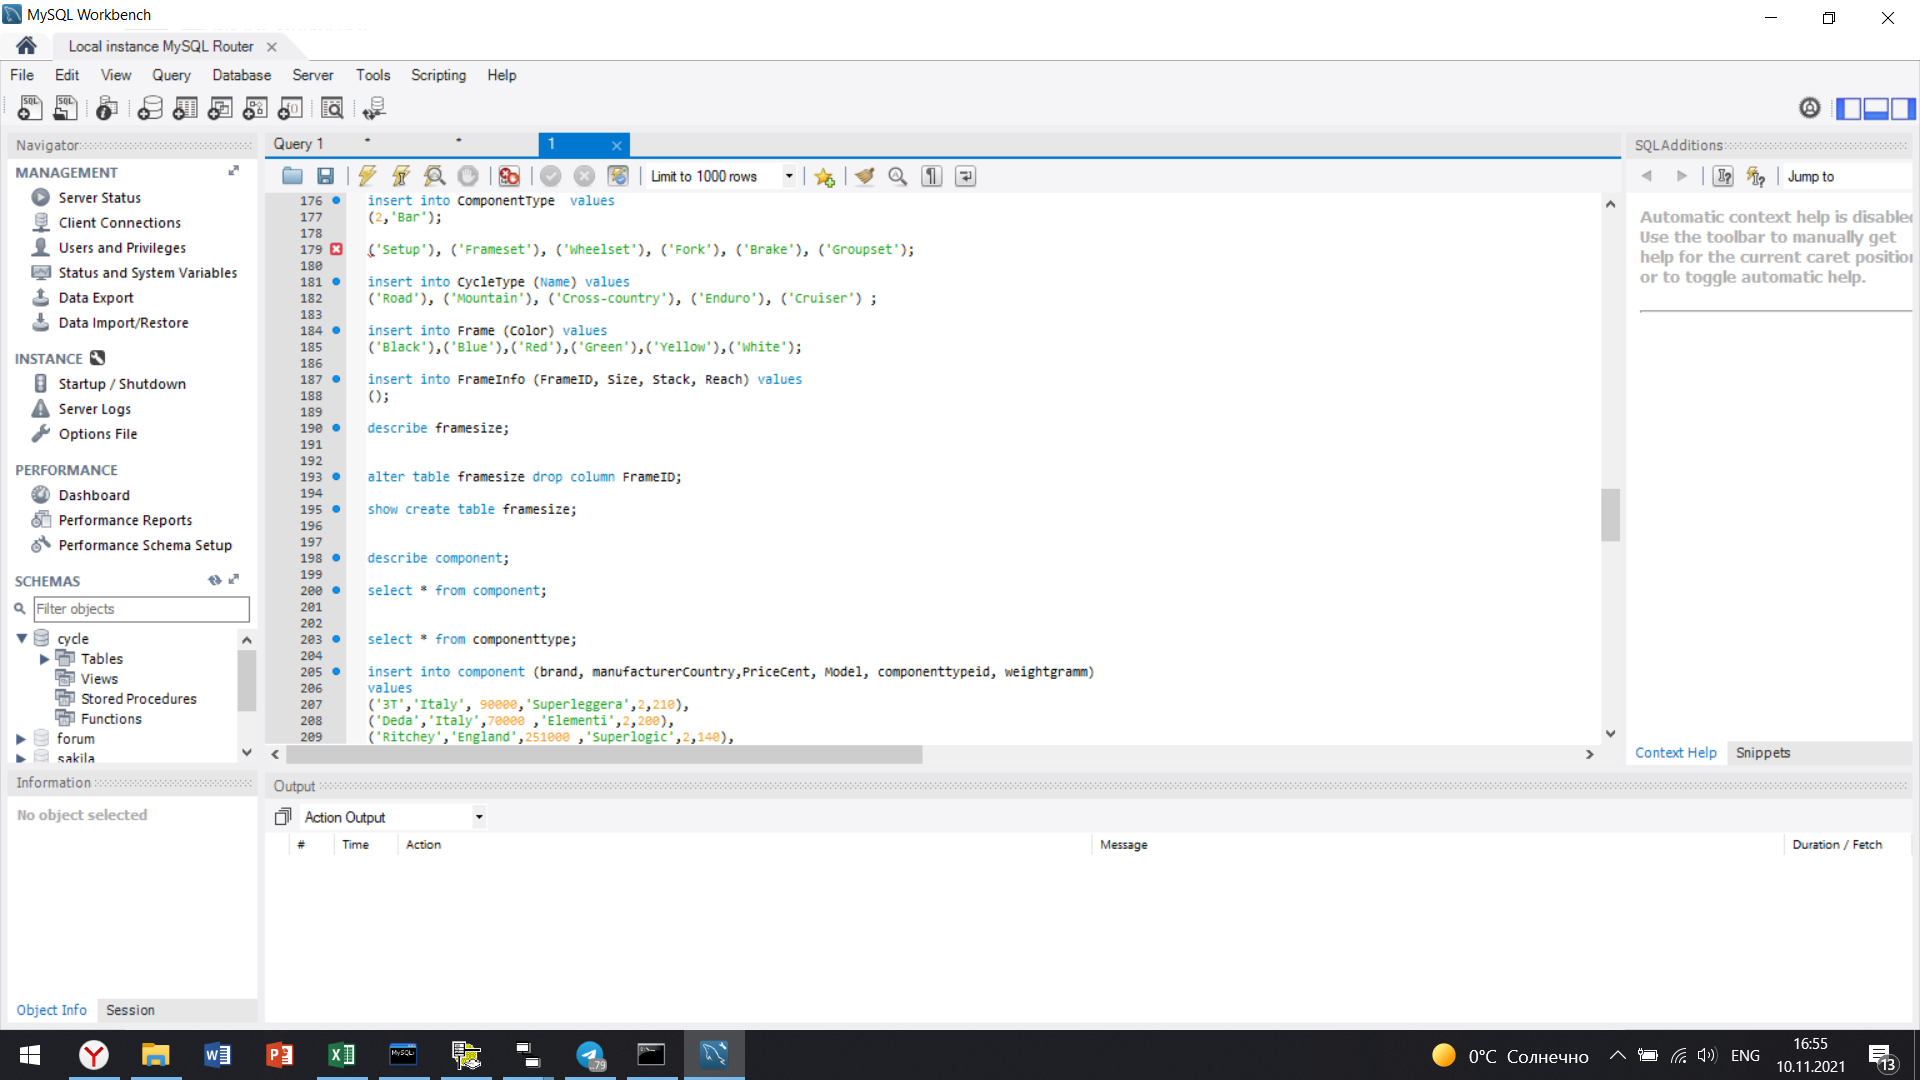 MySQL Workbench
Local instance MySQL Router
File Edit View Query Database Server Tools Scripting Help
Navigator
MANAGEMENT
Server Status
Client Connections
Users and Privileges
Status and System Variables
Data Export
Data Import/Restore
INSTANCE
Startup / Shutdown
Server Logs
Options File
PERFORMANCE
Dashboard
Performance Reports
Performance Schema Setup
SCHEMAS
Filter objects
cycle
Tables
Views
Stored Procedures
Functions
forum
sakila
Information
No object selected
Object Info Session
Query 1 * * 1
Limit to 1000 rows
176 insert into ComponentType values
177 (2,'Bar');
178
179 ('Setup'), ('Frameset'), ('Wheelset'), ('Fork'), ('Brake'), ('Groupset');
180
181 insert into CycleType (Name) values
182 ('Road'), ('Mountain'), ('Cross-country'), ('Enduro'), ('Cruiser') ;
183
184 insert into Frame (Color) values
185 ('Black'),('Blue'),('Red'),('Green'),('Yellow'),('White');
186
187 insert into FrameInfo (FrameID, Size, Stack, Reach) values
188 ();
189
190 describe framesize;
191
192
193 alter table framesize drop column FrameID;
194
195 show create table framesize;
196
197
198 describe component;
199
200 select * from component;
201
202
203 select * from componenttype;
204
205 insert into component (brand, manufacturerCountry,PriceCent, Model, componenttypeid, weightgramm)
206 values
207 ('3T','Italy', 90000,'Superleggera',2,210),
208 ('Deda','Italy',70000 ,'Elementi',2,200),
209 ('Ritchey','England',251000 ,'Superlogic',2,140),
SQLAdditions
Jump to
Automatic context help is disabled
Use the toolbar to manually get
help for the current caret position
or to toggle automatic help.
Context Help Snippets
Output
Action Output
# Time Action Message Duration / Fetch
79
0°C Солнечно
ENG
16:55
10.11.2021
13